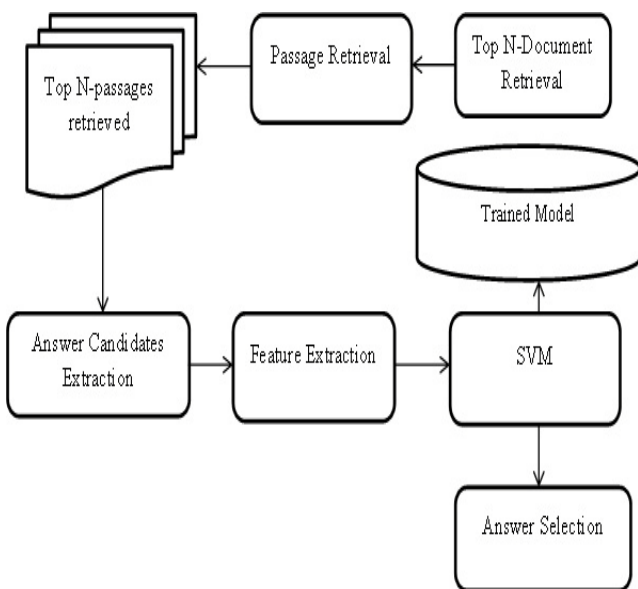 Top N-passages
retrieved
Passage Retrieval
Top N-Document
Retrieval
Trained Model
Answer Candidates
Extraction
Feature Extraction
SVM
Answer Selection